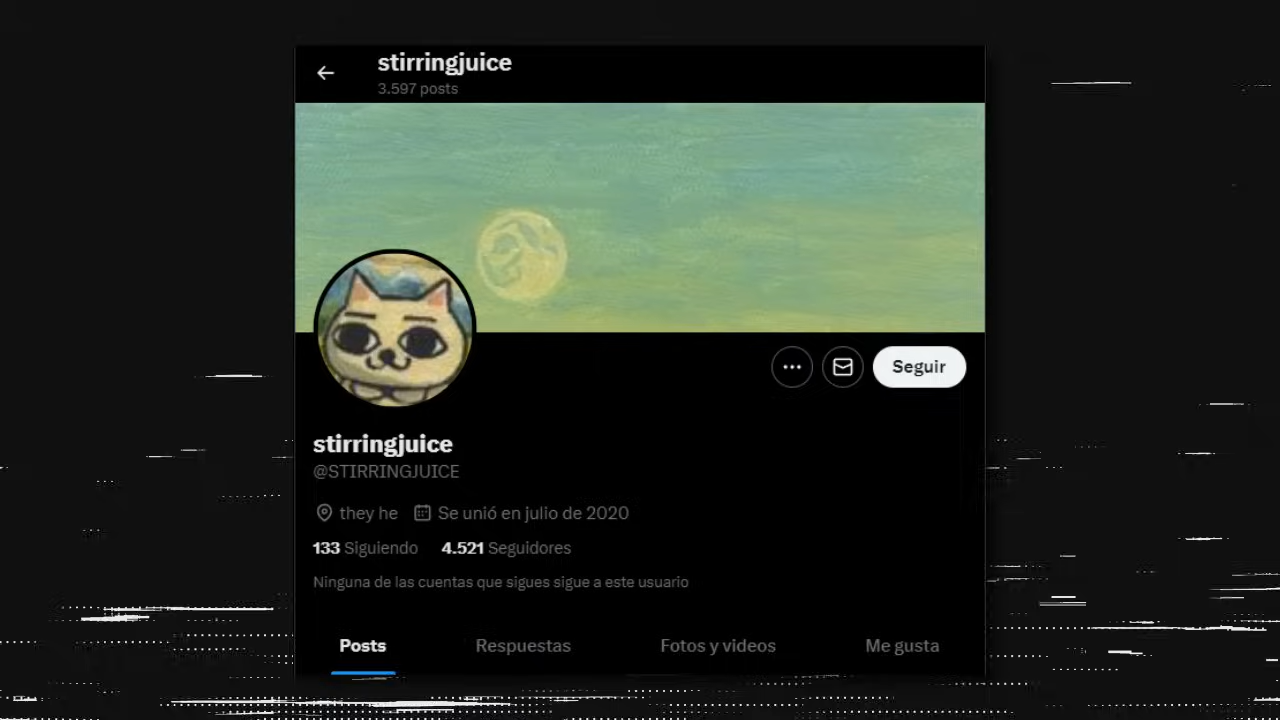 stirringjuice
3.597 posts
Seguir
stirringjuice
@STIRRINGJUICE
they he Se unió en julio de 2020
133 Siguiendo 4.521 Seguidores
Ninguna de las cuentas que sigues sigue a este usuario
Posts Respuestas Fotos y videos Me gusta